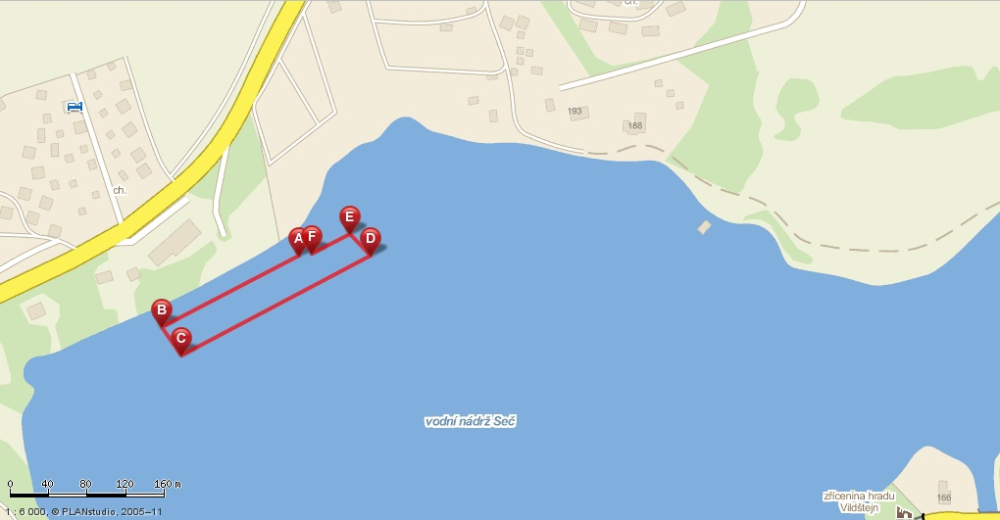 ch.
193
188
ch.
E
A
F
D
B
C
vodní nádrž Seč
0 40 80 120 160 m
1 : 6 000, © PLANstudio, 2005–11
zřícenina hradu
Vildštejn
166